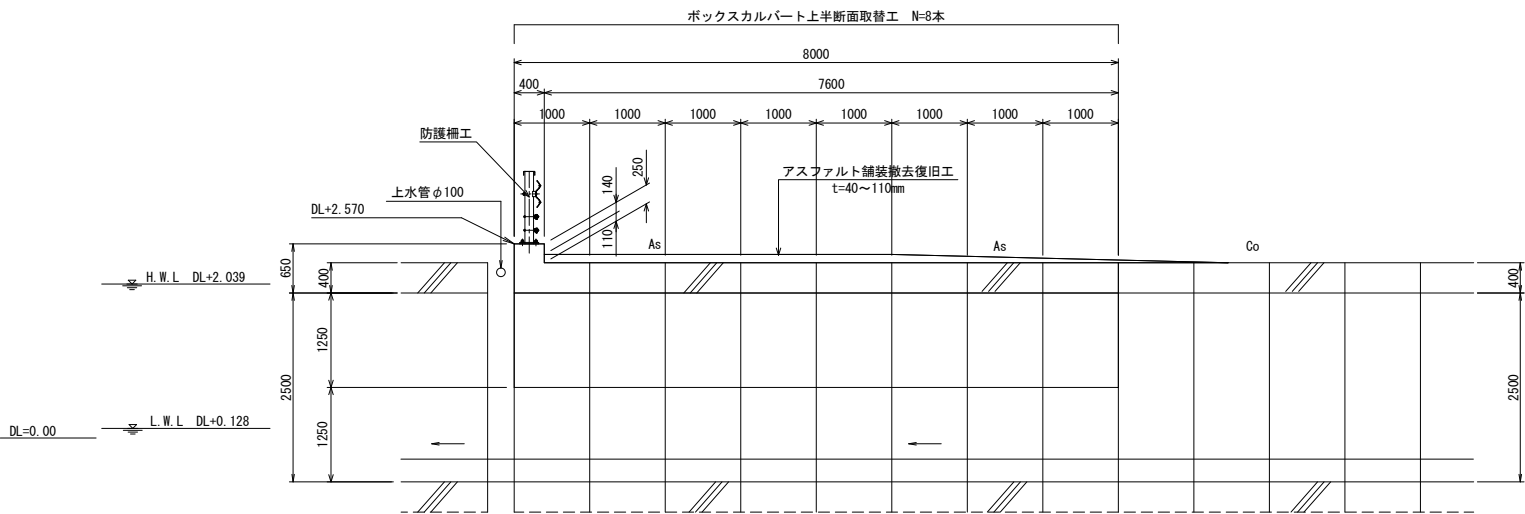 ボックスカルバート上半断面取替工 N=8本
8000
400
7600
1000
1000
1000
1000
1000
1000
1000
1000
防護柵工
上水管φ100
DL+2.570
140
250
110
アスファルト舗装撤去復旧工
t=40～110mm
As
As
Co
650
400
400
H.W.L DL+2.039
1250
2500
2500
L.W.L DL+0.128
1250
DL=0.00